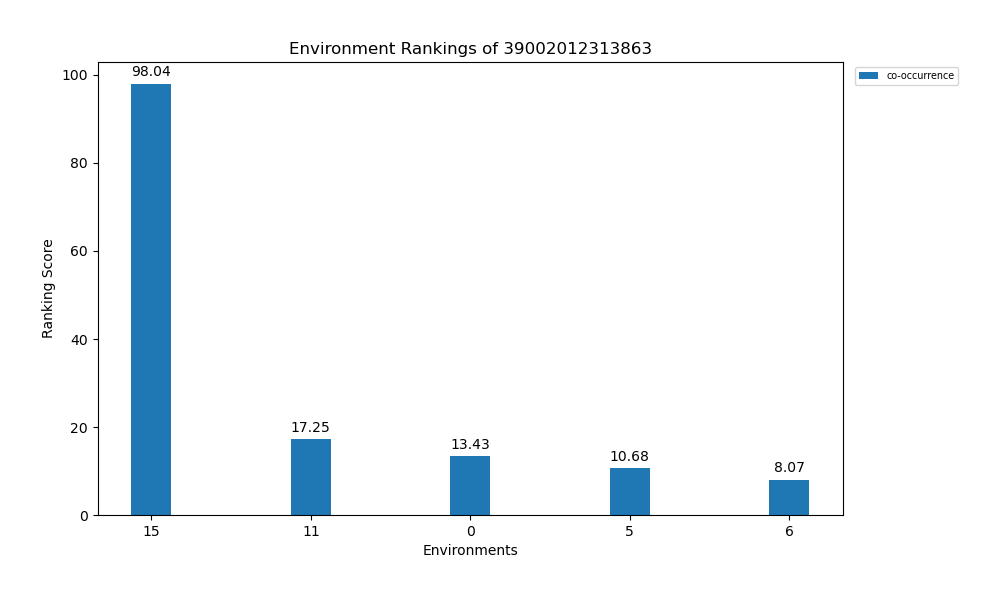 Environment Rankings of 39002012313863
co-occurrence
Ranking Score
100
80
60
40
20
0
98.04
17.25
13.43
10.68
8.07
15 11 0 5 6
Environments